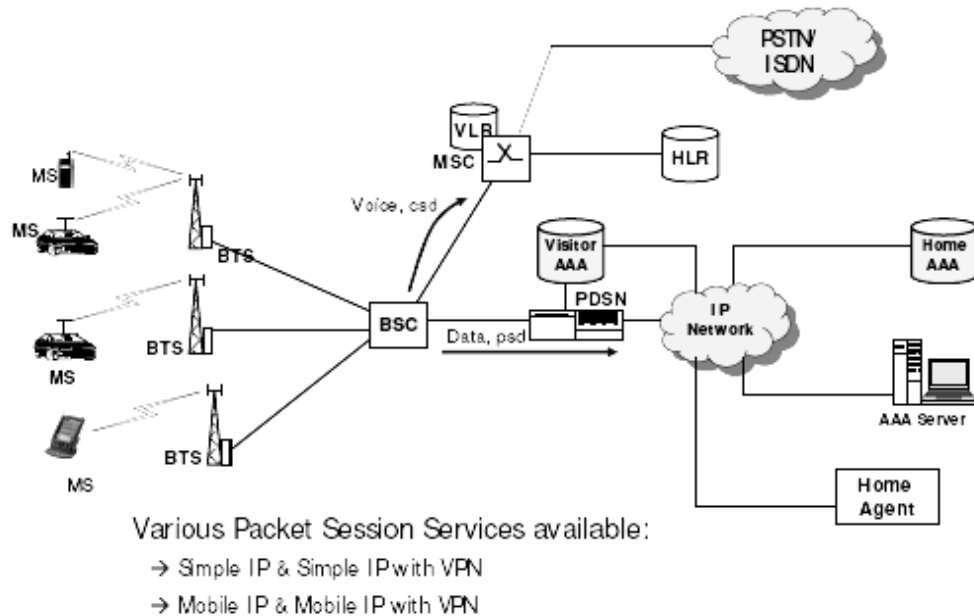 PSTN/
ISDN
VLR
MSC
HLR
MS
MS
BTS
Voice, csd
Visitor
AAA
Home
AAA
PDSN
IP
Network
BSC
Data, psd
BTS
MS
AAA Server
BTS
MS
Home
Agent
Various Packet Session Services available:
→ Simple IP & Simple IP with VPN
→ Mobile IP & Mobile IP with VPN